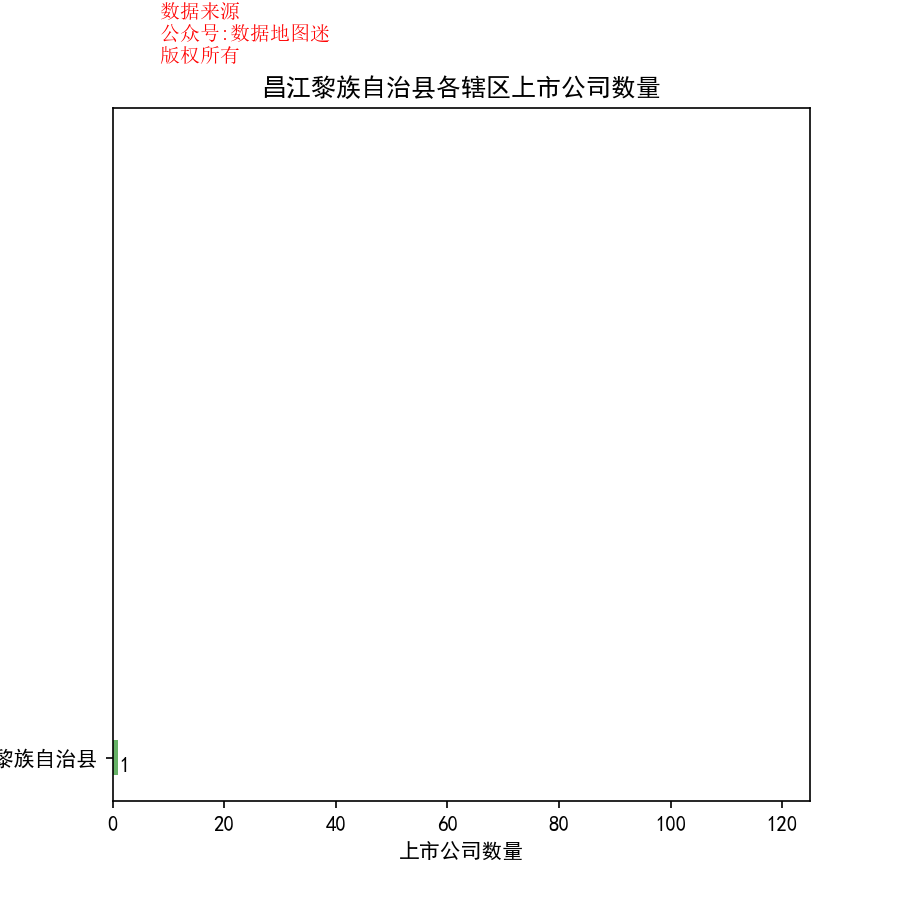 数据来源
公众号:数据地图迷
版权所有
昌江黎族自治县各辖区上市公司数量
黎族自治县
1
0 20 40 60 80 100 120
上市公司数量